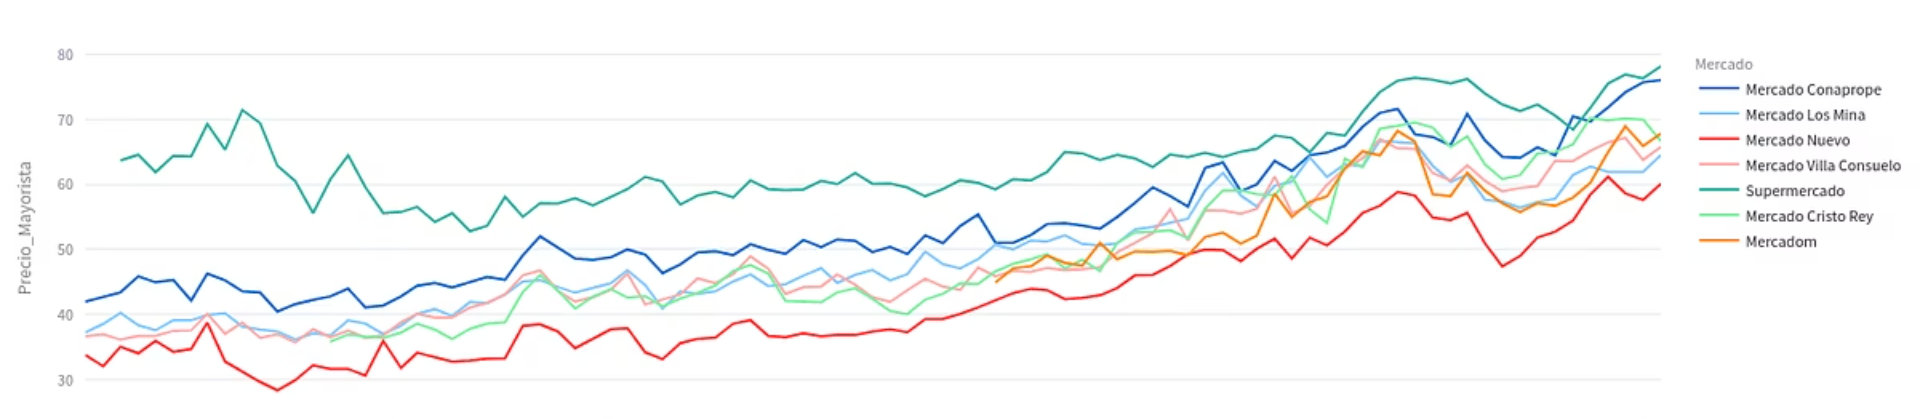 80
70
60
50
40
30
Precio_Mayorista
Mercado
Mercado Conaprope
Mercado Los Mina
Mercado Nuevo
Mercado Villa Consuelo
Supermercado
Mercado Cristo Rey
Mercadom